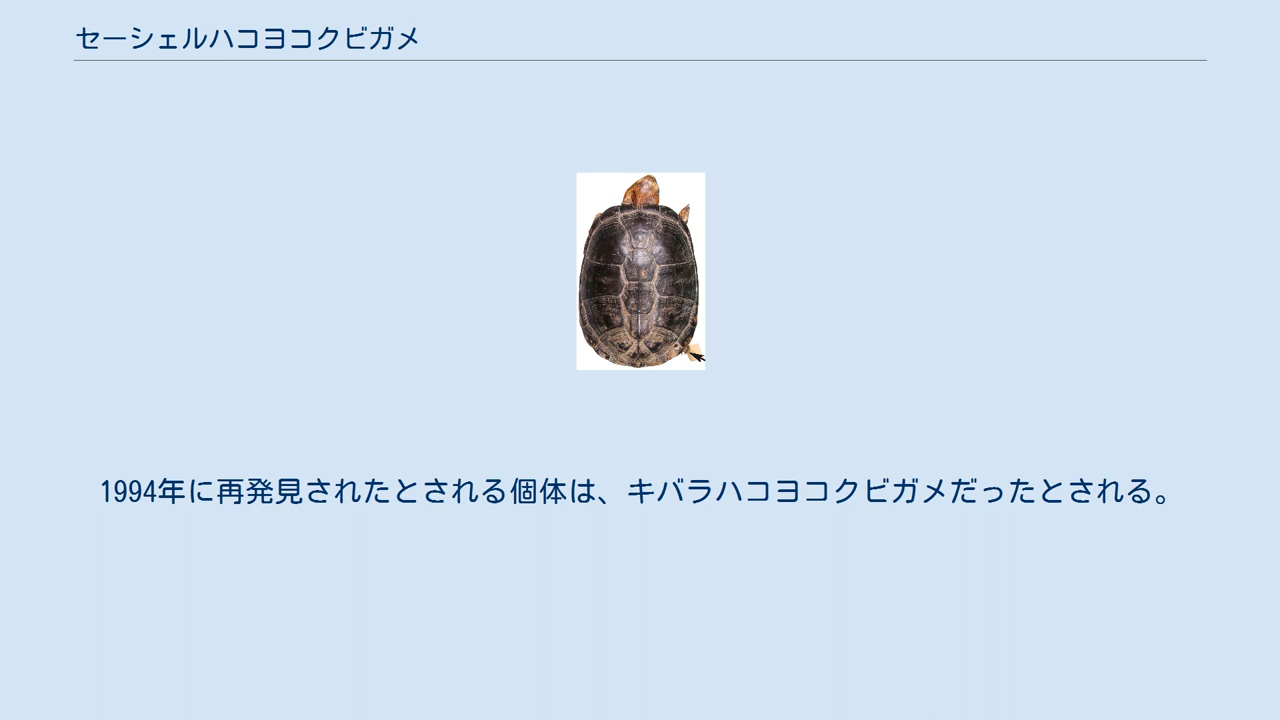 セーシェルハコヨコクビガメ
1994年に再発見されたとされる個体は、キバラハコヨコクビガメだったとされる。